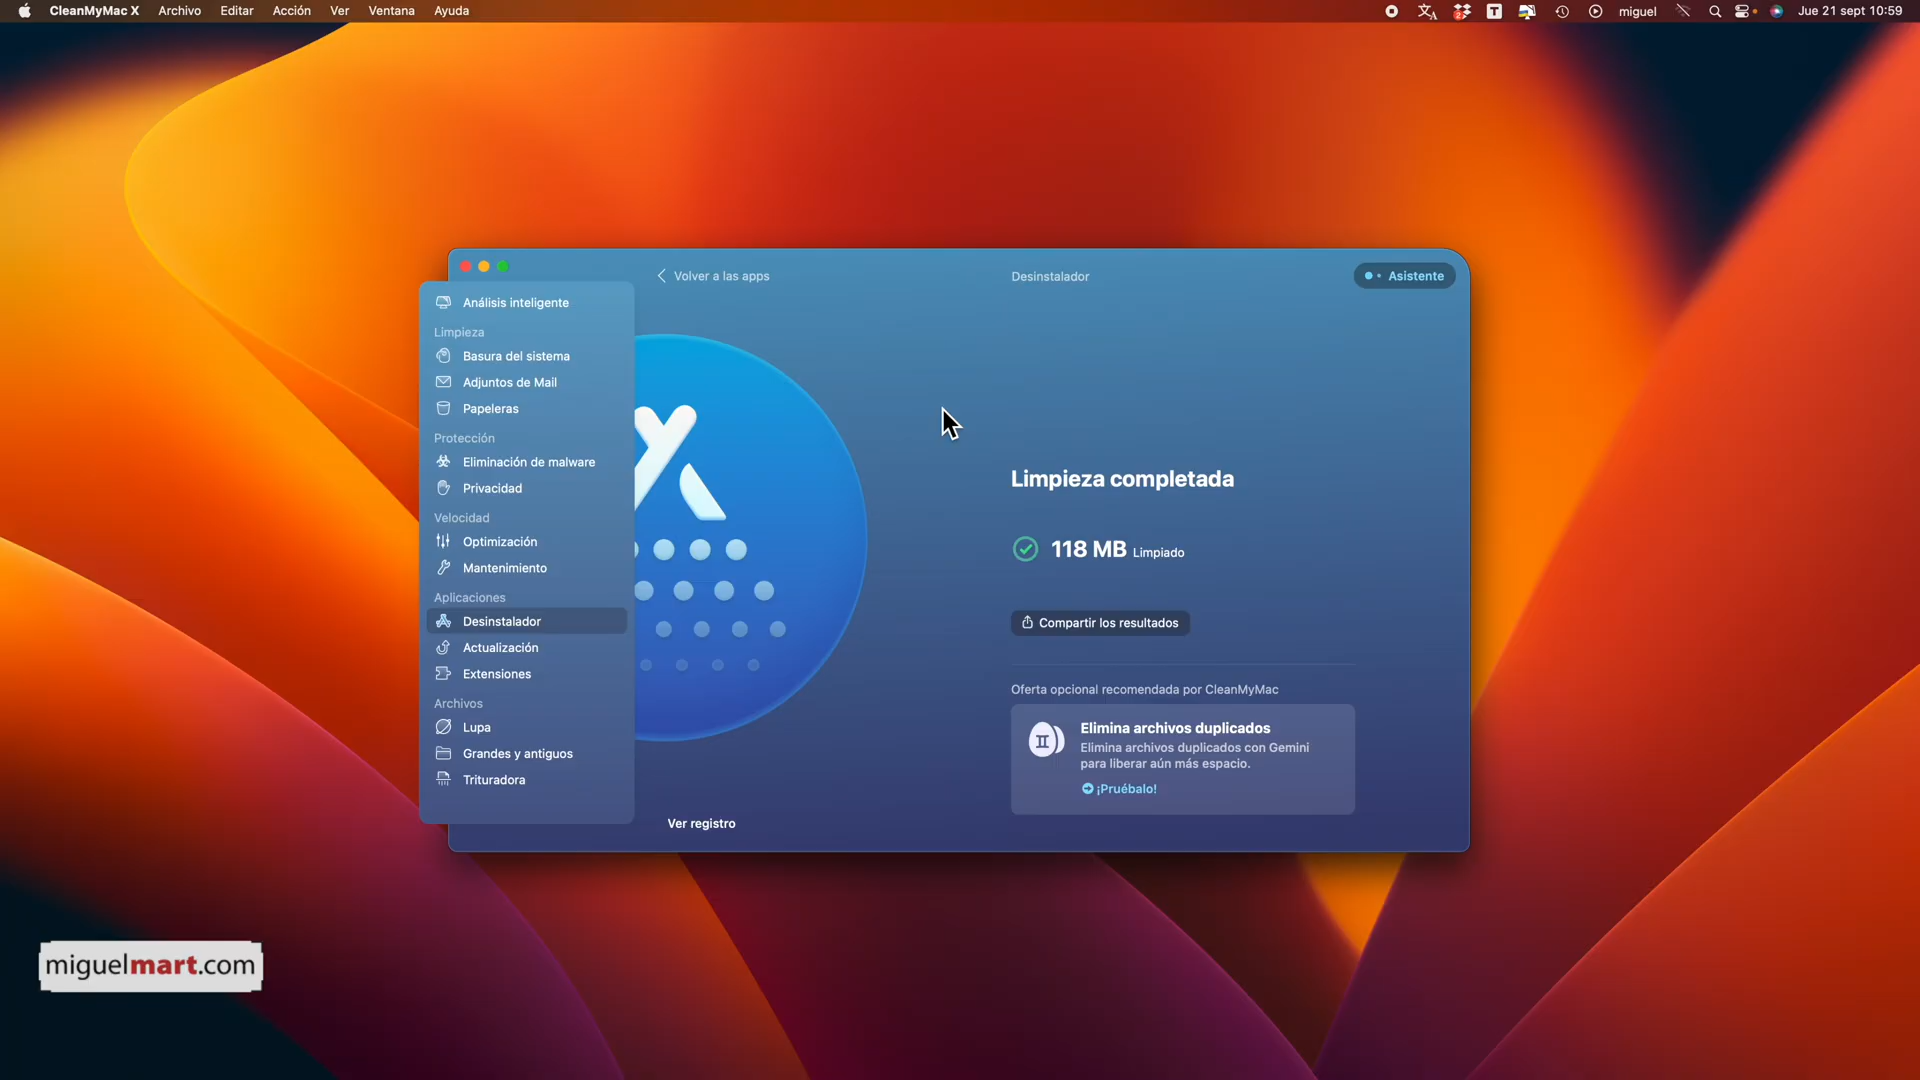 CleanMyMac X Archivo Editar Acción Ver Ventana Ayuda miguel Jue 21 sept 10:59
Volver a las apps
Desinstalador
Asistente
Análisis inteligente
Limpieza
Basura del sistema
Adjuntos de Mail
Papeleras
Protección
Eliminación de malware
Privacidad
Velocidad
Optimización
Mantenimiento
Aplicaciones
Desinstalador
Actualización
Extensiones
Archivos
Lupa
Grandes y antiguos
Trituradora
Ver registro
Limpieza completada
118 MB Limpiado
Compartir los resultados
Oferta opcional recomendada por CleanMyMac
Elimina archivos duplicados
Elimina archivos duplicados con Gemini
para liberar aún más espacio.
¡Pruébalo!
miguelmart.com